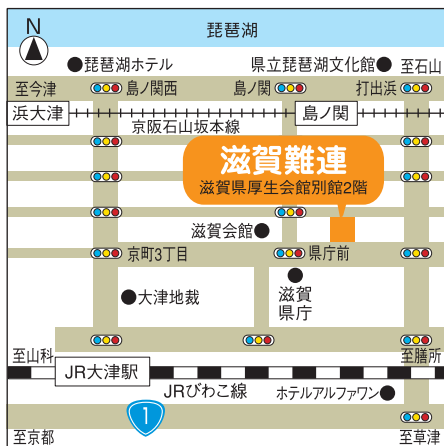 N
琵琶湖
琵琶湖ホテル
県立琵琶湖文化館
至石山
至今津
島ノ関西
島ノ関
打出浜
浜大津
島ノ関
京阪石山坂本線
滋賀難連
滋賀県厚生会館別館2階
滋賀会館
京町3丁目
県庁前
大津地裁
滋賀
県庁
至山科
至膳所
JR大津駅
JRびわこ線
ホテルアルファワン
1
至京都
至草津